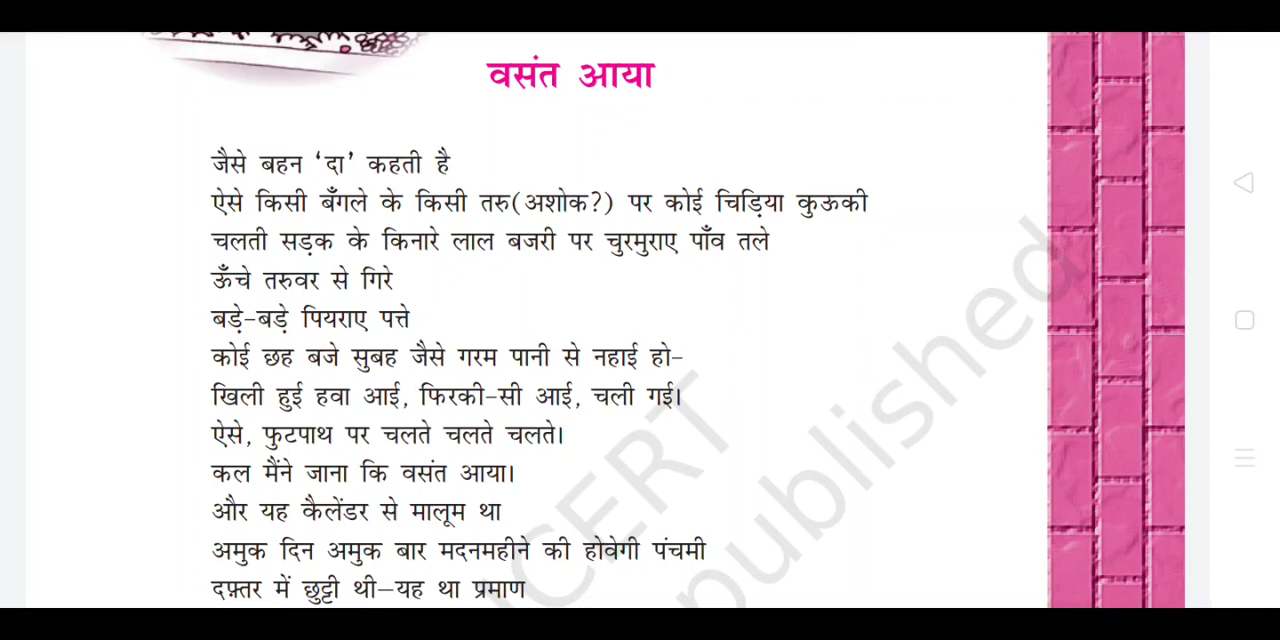 वसंत आया
जैसे बहन ‘दा’ कहती है
ऐसे किसी बँगले के किसी तरु(अशोक?) पर कोई चिड़िया कुऊकी
चलती सड़क के किनारे लाल बजरी पर चुरमुराए पाँव तले
ऊँचे तरुवर से गिरे
बड़े-बड़े पियराए पत्ते
कोई छह बजे सुबह जैसे गरम पानी से नहाई हो-
खिली हुई हवा आई, फिरकी-सी आई, चली गई।
ऐसे, फुटपाथ पर चलते चलते चलते।
कल मैंने जाना कि वसंत आया।
और यह कैलेंडर से मालूम था
अमुक दिन अमुक बार मदनमहीने की होवेगी पंचमी
दफ़्तर में छुट्टी थी–यह था प्रमाण
NCERT
published